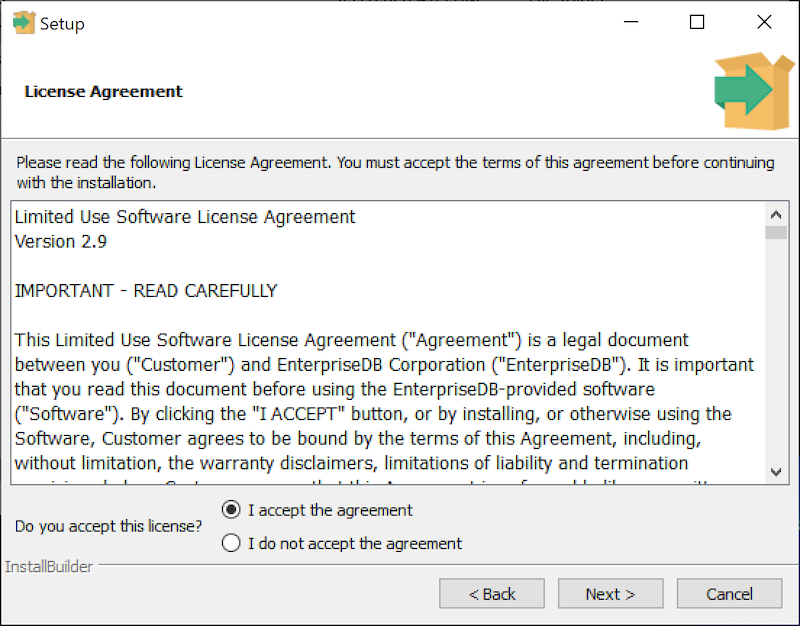 Setup
License Agreement
Please read the following License Agreement. You must accept the terms of this agreement before continuing
with the installation.
Limited Use Software License Agreement
Version 2.9
IMPORTANT - READ CAREFULLY
This Limited Use Software License Agreement ("Agreement") is a legal document
between you ("Customer") and EnterpriseDB Corporation ("EnterpriseDB"). It is important
that you read this document before using the EnterpriseDB-provided software
("Software"). By clicking the "I ACCEPT" button, or by installing, or otherwise using the
Software, Customer agrees to be bound by the terms of this Agreement, including,
without limitation, the warranty disclaimers, limitations of liability and termination
Do you accept this license?
I accept the agreement
I do not accept the agreement
InstallBuilder
< Back
Next >
Cancel